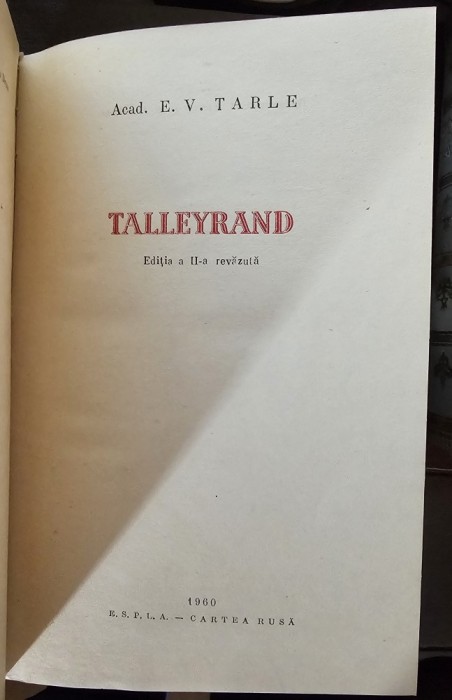 Acad. E. V. TARLE
TALLEYRAND
Ediţia a II-a revăzută
1960
E. S. P. L. A. — CARTEA RUSĂ